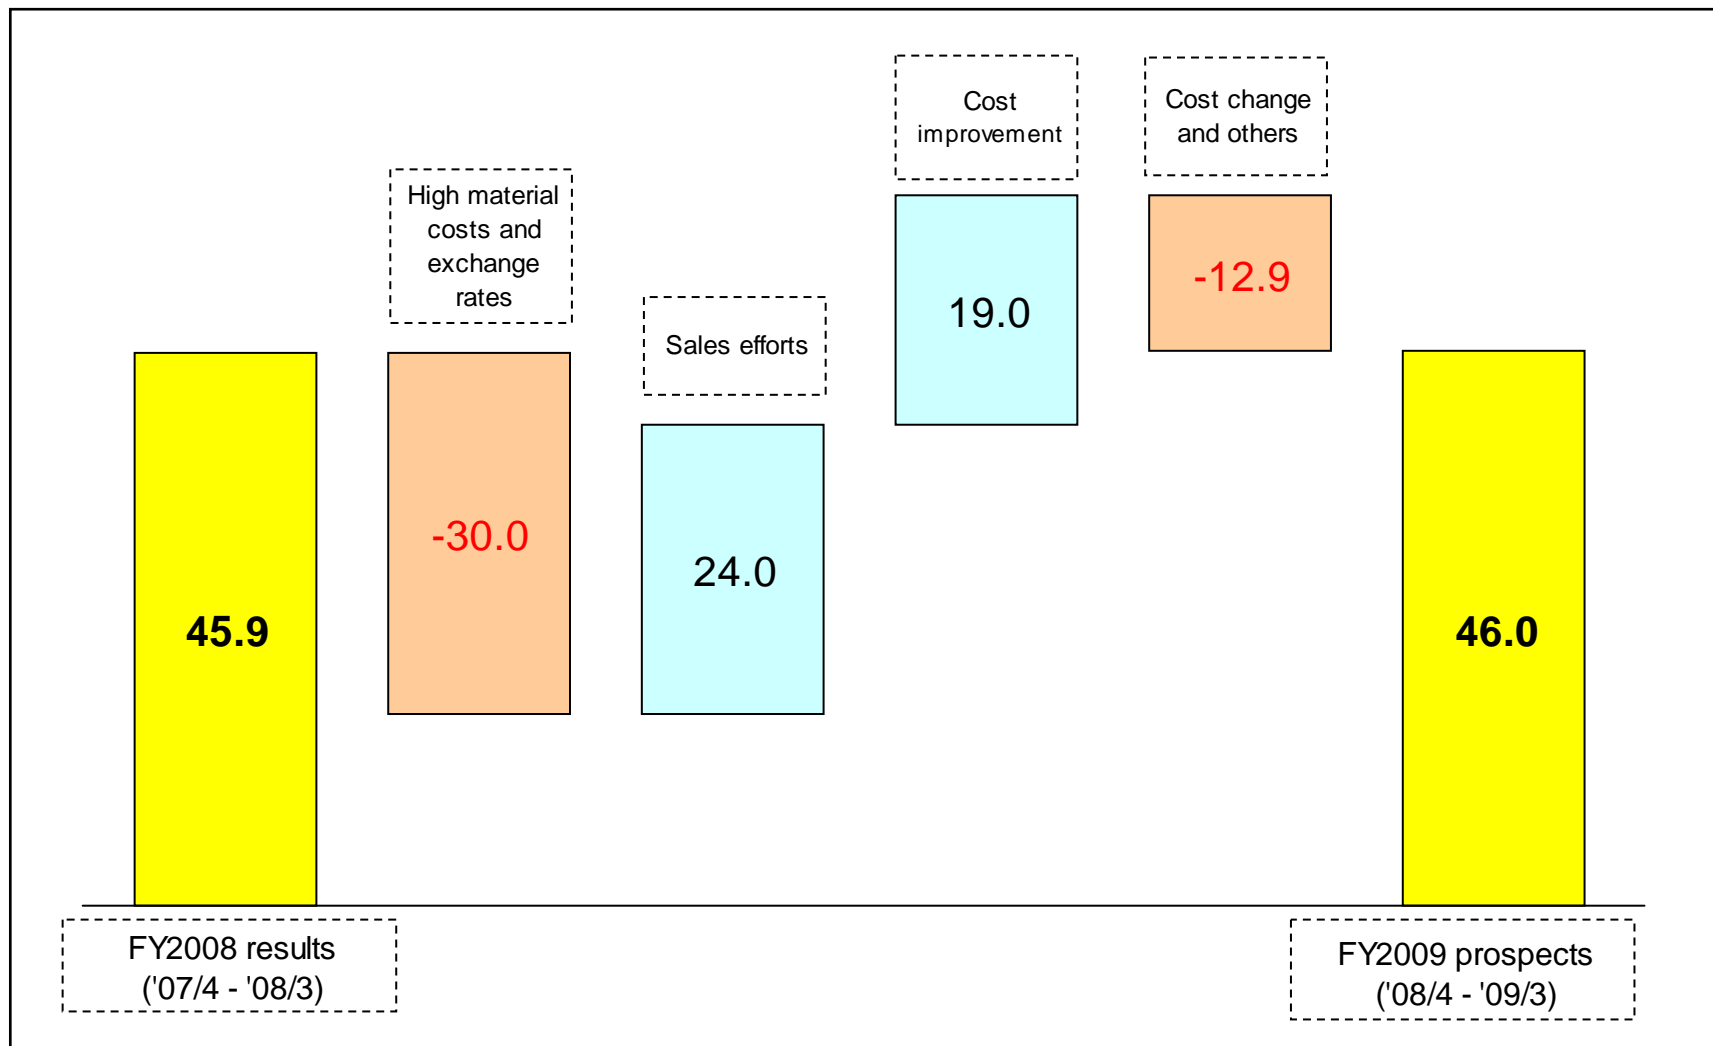 Cost
improvement
Cost change
and others
High material
costs and
exchange
rates
Sales efforts
-12.9
19.0
-30.0
24.0
45.9
46.0
FY2008 results
('07/4 - '08/3)
FY2009 prospects
('08/4 - '09/3)